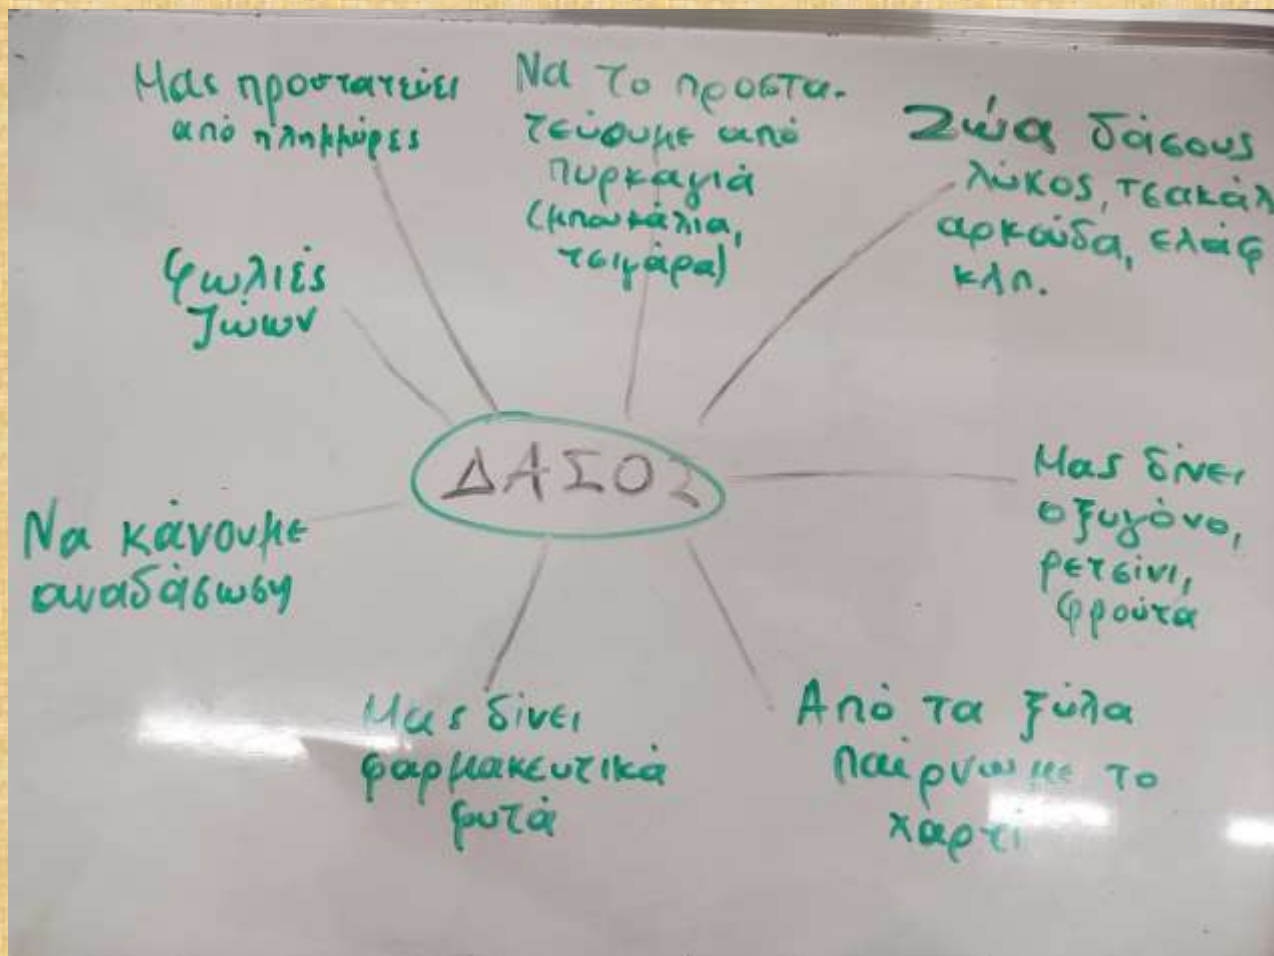 Μας προστατεύει
από πλημμύρες
Να το προστα-
τεύουμε από
πυρκαγιά
(μπουκάλια,
τσιγάρα)
Ζώα δάσους
λύκος, τσακάλ
αρκούδα, ελάφ
κλπ.
φωλιές
ζώων
ΔΑΣΟΣ
Μας δίνει
οξυγόνο,
ρετσίνι,
φρούτα
Να κάνουμε
αναδάσωση
Μας δίνει
φαρμακευτικά
φυτά
Από τα ξύλα
παίρνουμε το
χαρτί